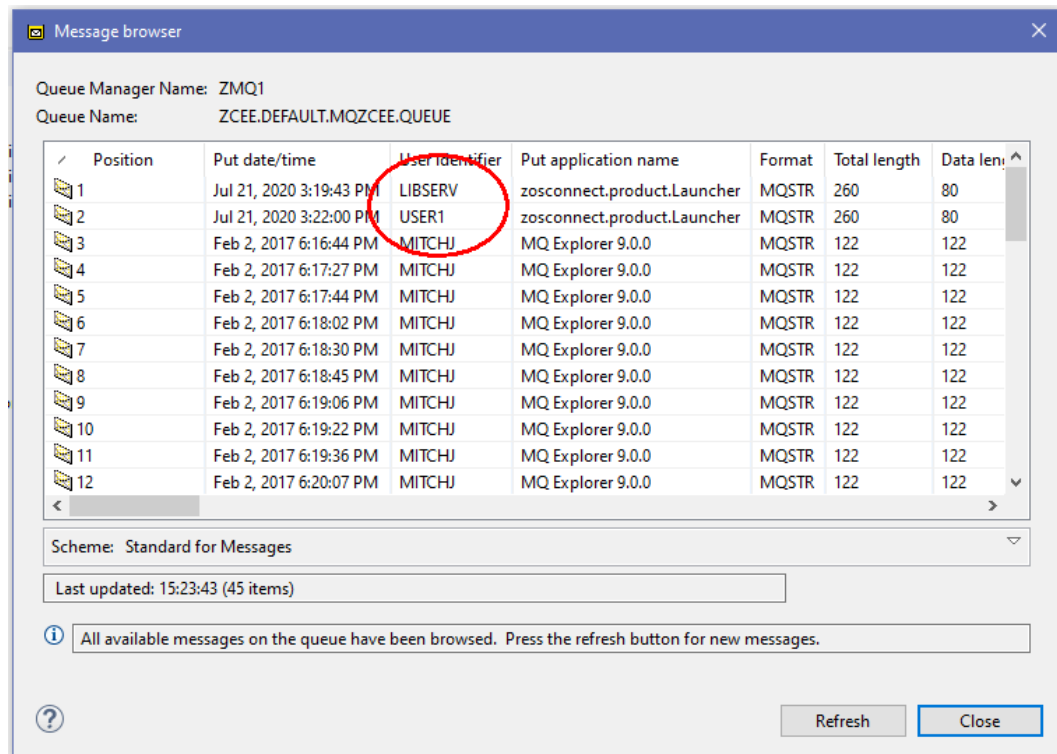 Message browser
Queue Manager Name: ZMQ1
Queue Name: ZCEE.DEFAULT.MQZCEE.QUEUE
Position Put date/time User identifier Put application name Format Total length Data leng
1 Jul 21, 2020 3:19:43 PM LIBSERV zosconnect.product.Launcher MQSTR 260 80
2 Jul 21, 2020 3:22:00 PM USER1 zosconnect.product.Launcher MQSTR 260 80
3 Feb 2, 2017 6:16:44 PM MITCHJ MQ Explorer 9.0.0 MQSTR 122 122
4 Feb 2, 2017 6:17:27 PM MITCHJ MQ Explorer 9.0.0 MQSTR 122 122
5 Feb 2, 2017 6:17:44 PM MITCHJ MQ Explorer 9.0.0 MQSTR 122 122
6 Feb 2, 2017 6:18:02 PM MITCHJ MQ Explorer 9.0.0 MQSTR 122 122
7 Feb 2, 2017 6:18:30 PM MITCHJ MQ Explorer 9.0.0 MQSTR 122 122
8 Feb 2, 2017 6:18:45 PM MITCHJ MQ Explorer 9.0.0 MQSTR 122 122
9 Feb 2, 2017 6:19:06 PM MITCHJ MQ Explorer 9.0.0 MQSTR 122 122
10 Feb 2, 2017 6:19:22 PM MITCHJ MQ Explorer 9.0.0 MQSTR 122 122
11 Feb 2, 2017 6:19:36 PM MITCHJ MQ Explorer 9.0.0 MQSTR 122 122
12 Feb 2, 2017 6:20:07 PM MITCHJ MQ Explorer 9.0.0 MQSTR 122 122
Scheme: Standard for Messages
Last updated: 15:23:43 (45 items)
All available messages on the queue have been browsed. Press the refresh button for new messages.
Refresh Close